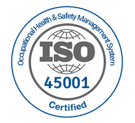 Occupational Health & Safety Management System
ISO
45001
Certified